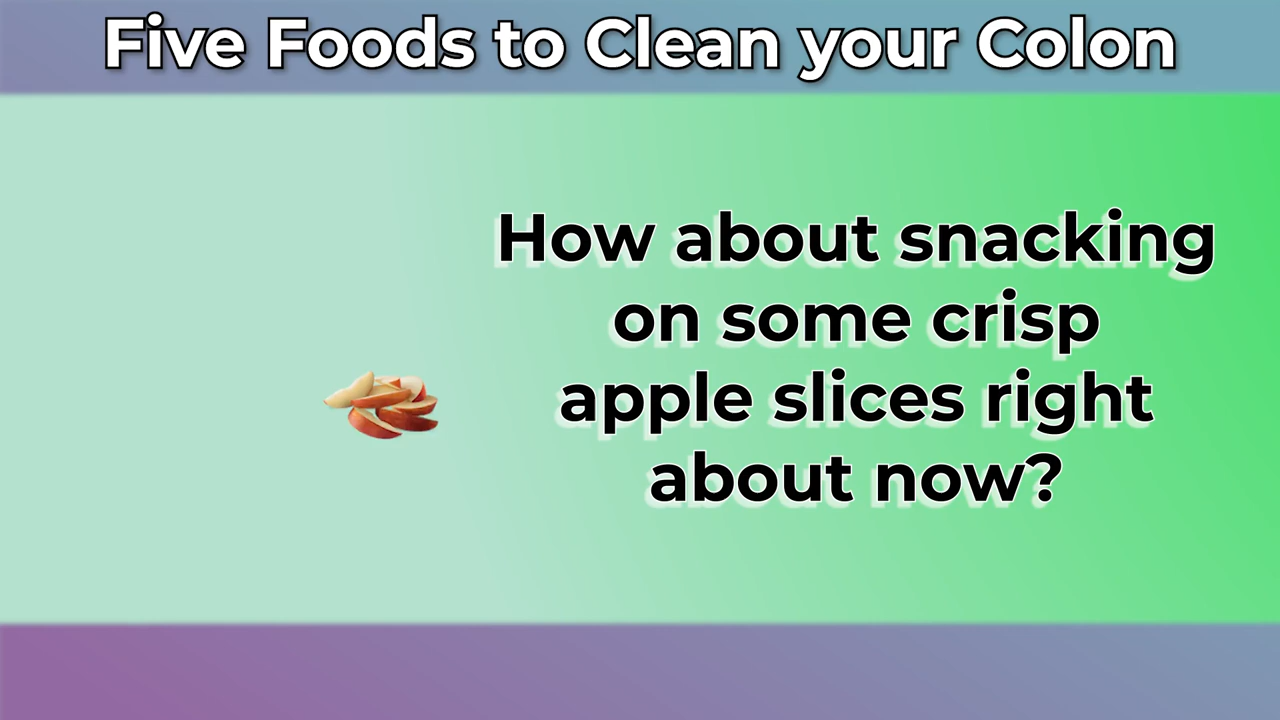 Five Foods to Clean your Colon
How about snacking
on some crisp
apple slices right
about now?